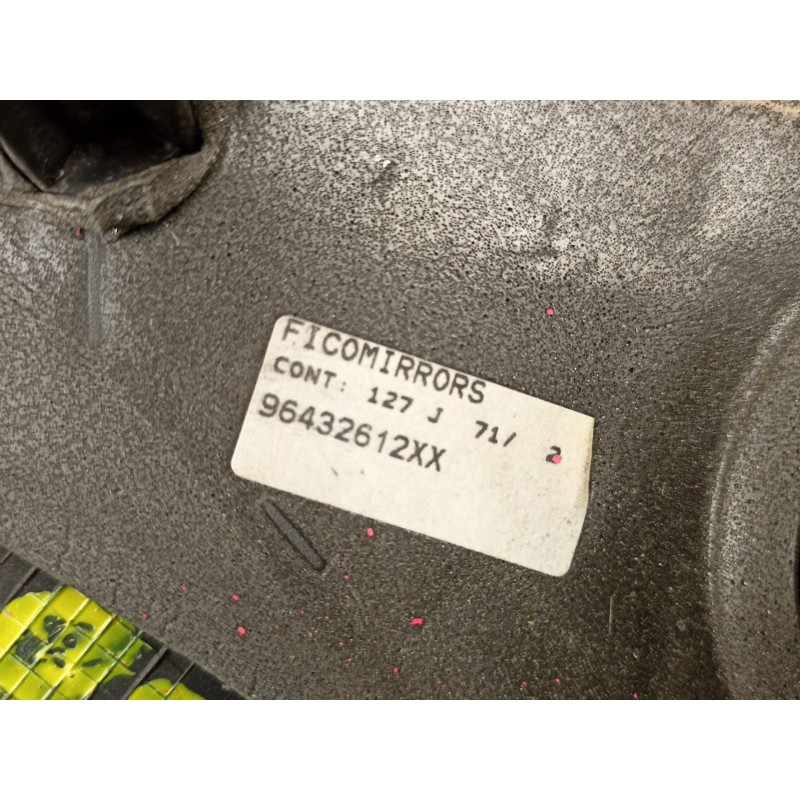 FICOMIRRORS
CONT: 127 J 71/ 2
96432612XX